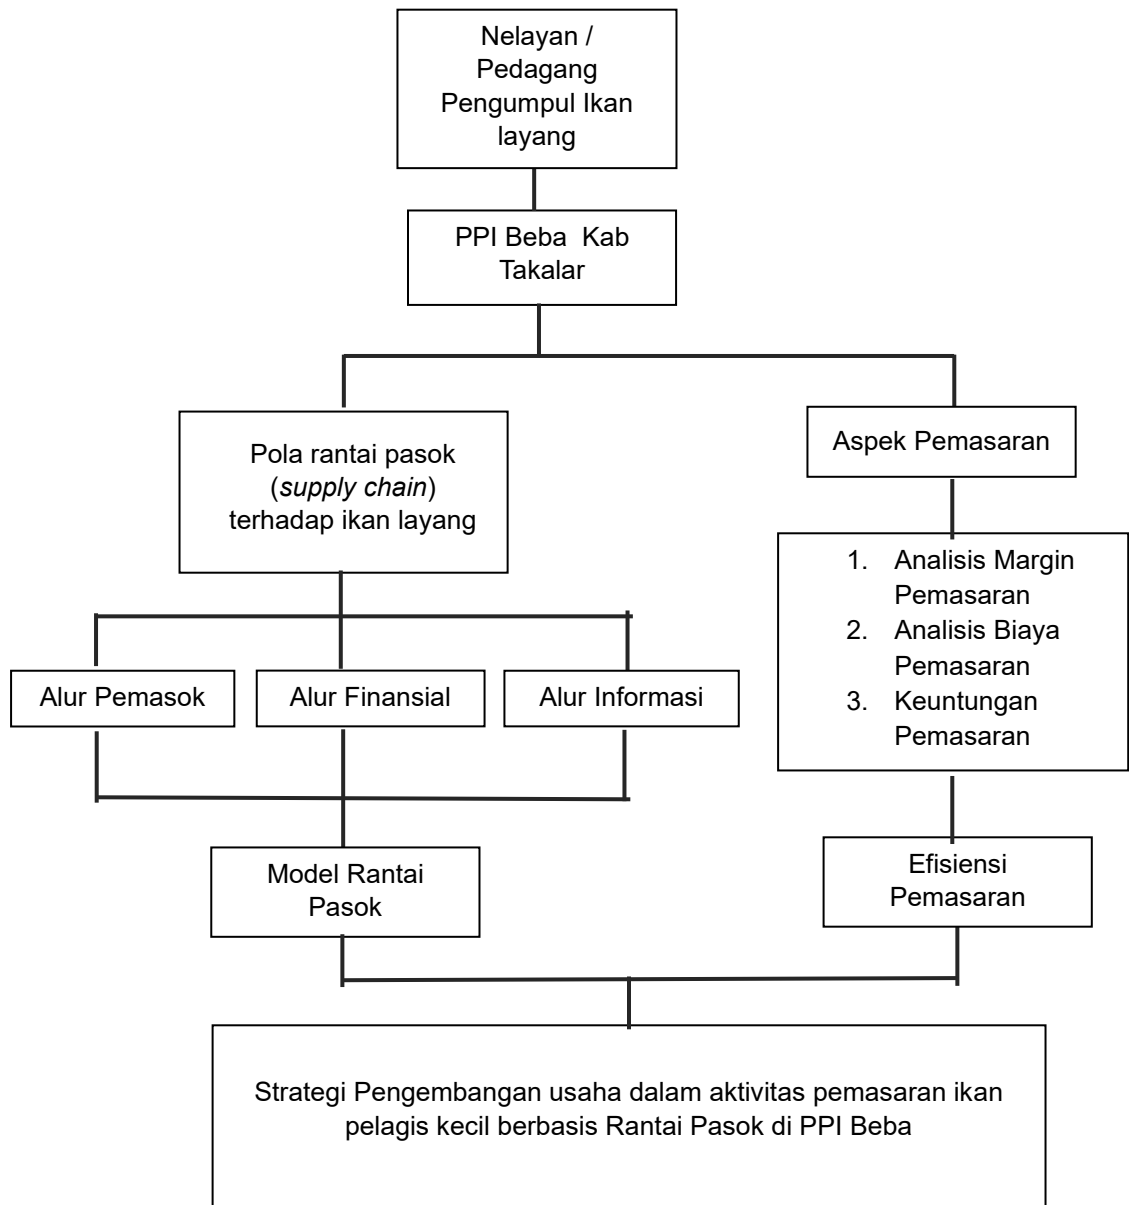 Nelayan /
Pedagang
Pengumpul Ikan
layang
PPI Beba  Kab
Takalar
Pola rantai pasok
(supply chain)
terhadap ikan layang
Aspek Pemasaran
1. Analisis Margin
Pemasaran
2. Analisis Biaya
Pemasaran
3. Keuntungan
Pemasaran
Alur Pemasok
Alur Finansial
Alur Informasi
Model Rantai
Pasok
Efisiensi
Pemasaran
Strategi Pengembangan usaha dalam aktivitas pemasaran ikan
pelagis kecil berbasis Rantai Pasok di PPI Beba